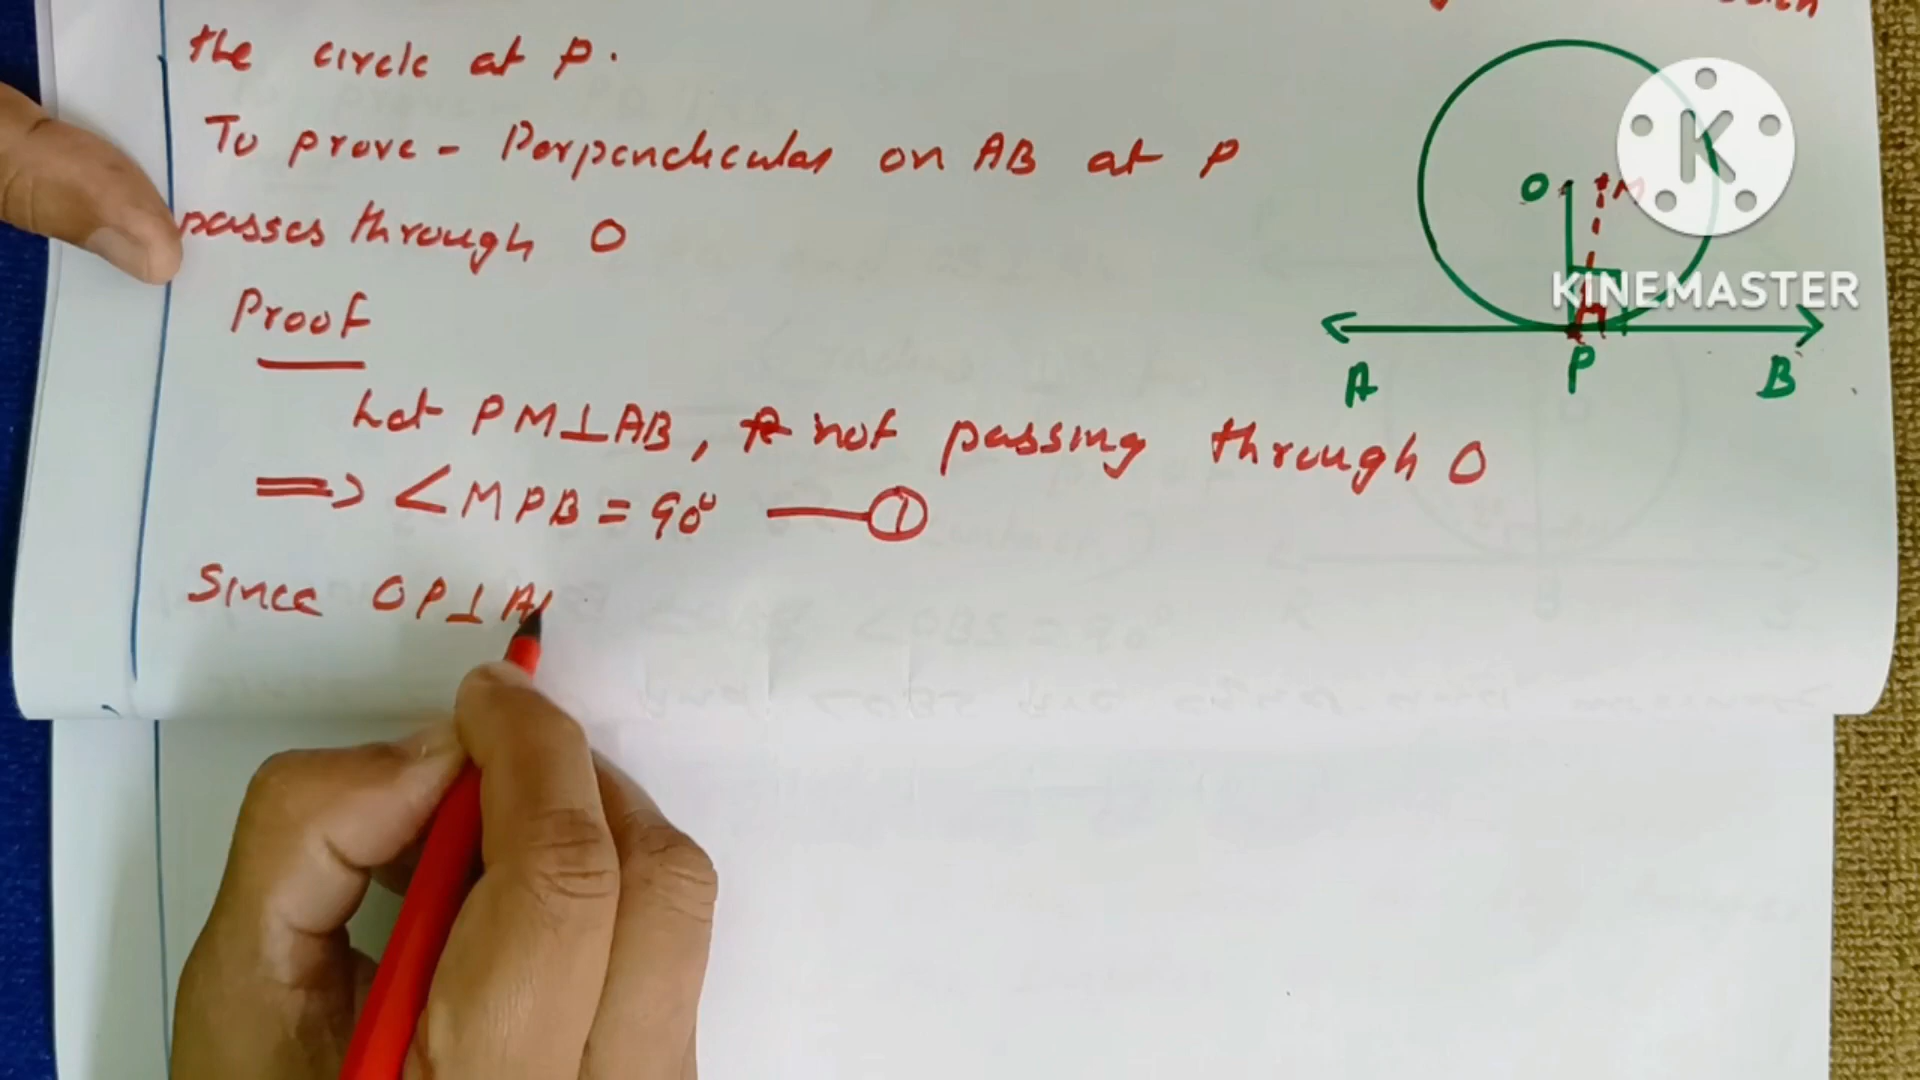 the circle at P.
To prove - Perpendicular on AB at P
passes through O
Proof
Let PM⊥AB, not passing through O
⇒ ∠MPB = 90° —①
Since OP⊥A
O M
P
A B
K
KINEMASTER